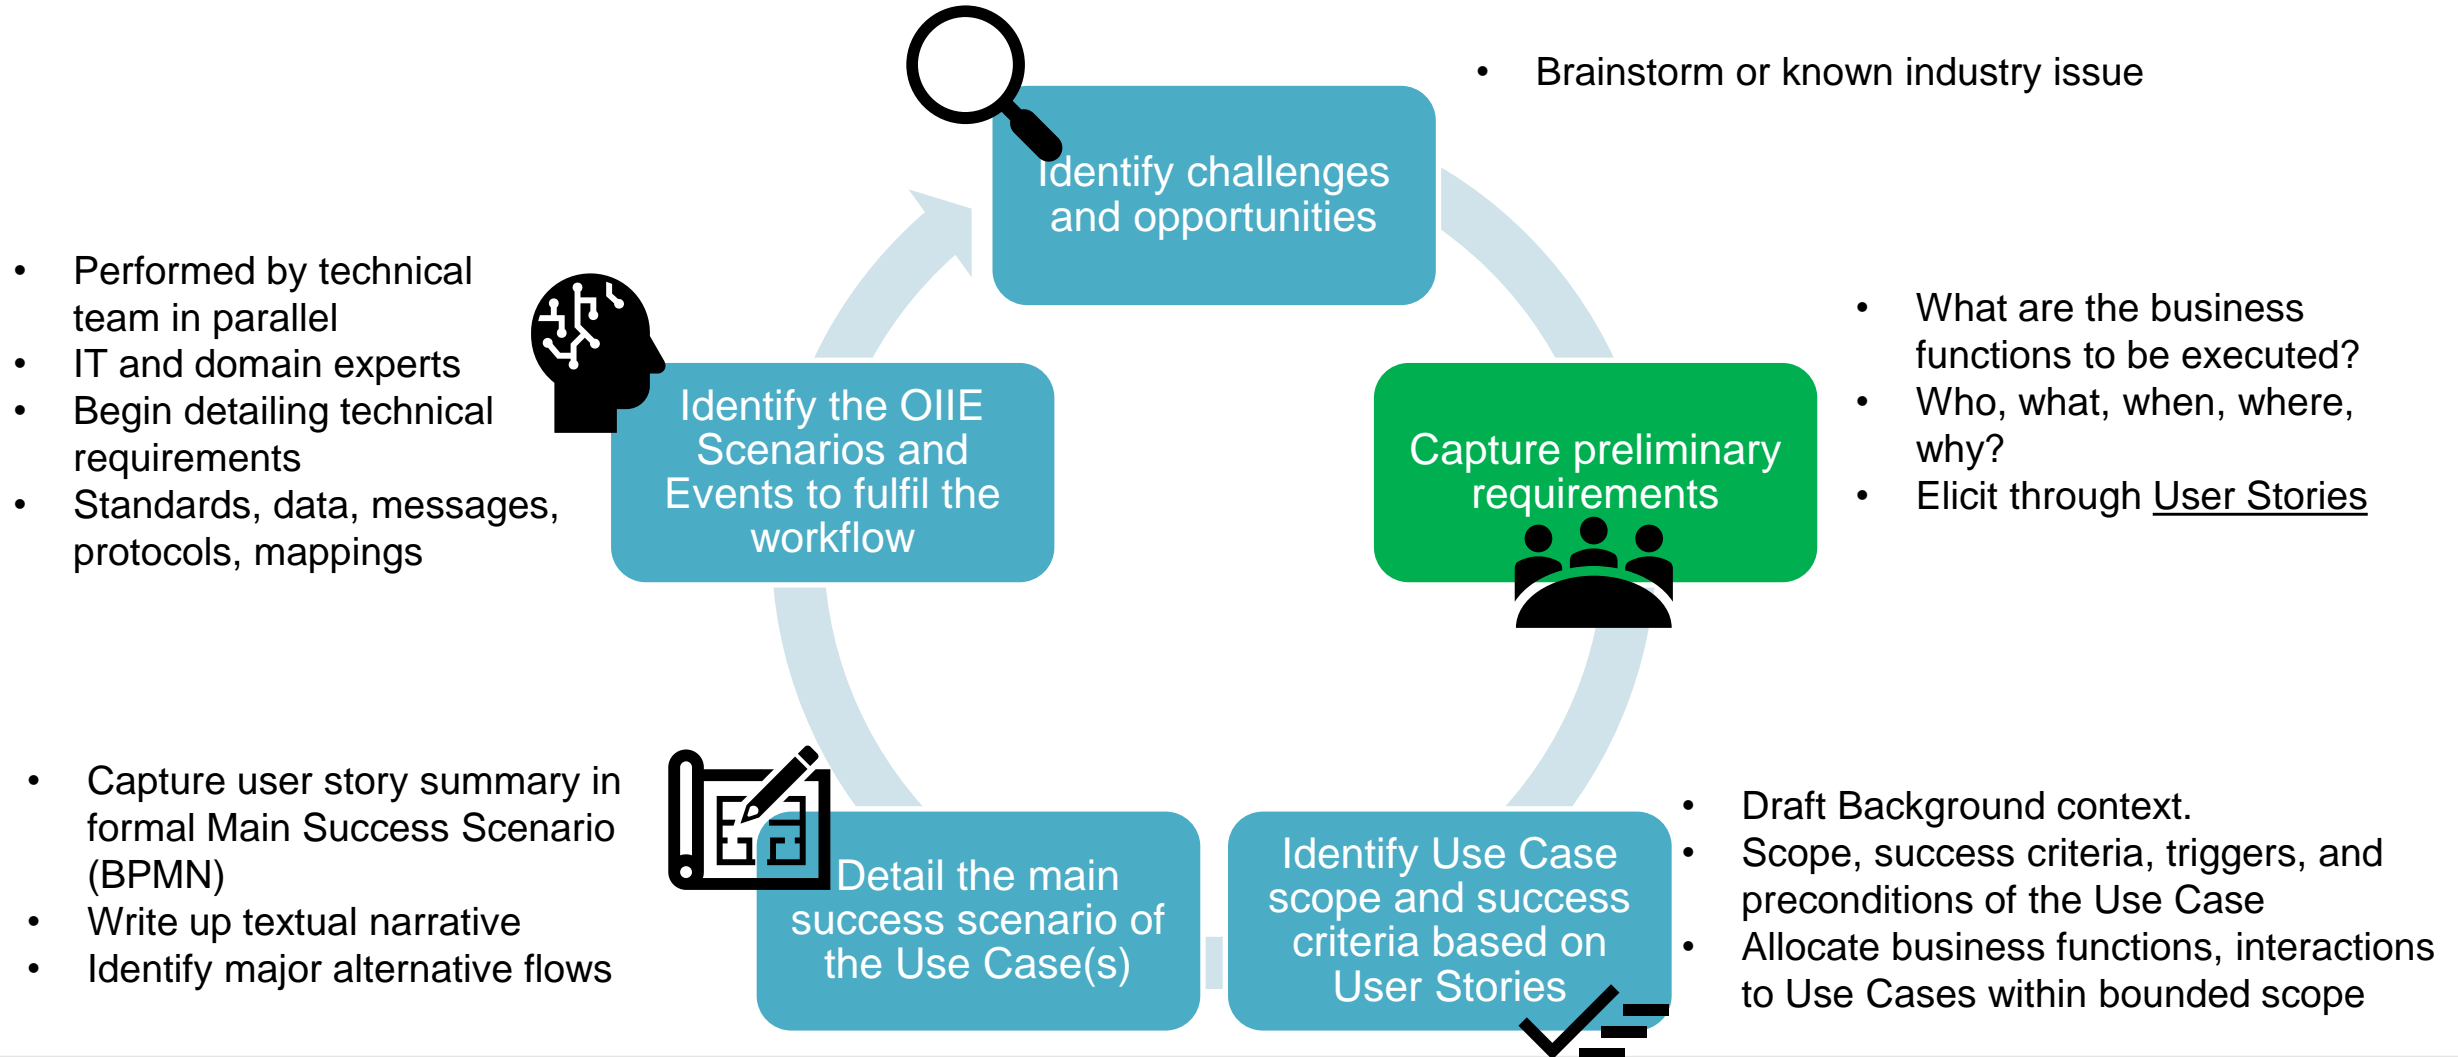 • Brainstorm or known industry issue
Identify challenges
and opportunities
• What are the business
functions to be executed?
• Who, what, when, where,
why?
• Elicit through User Stories
Capture preliminary
requirements
• Draft Background context.
• Scope, success criteria, triggers, and
preconditions of the Use Case
• Allocate business functions, interactions
to Use Cases within bounded scope
Identify Use Case
scope and success
criteria based on
User Stories
Detail the main
success scenario of
the Use Case(s)
• Capture user story summary in
formal Main Success Scenario
(BPMN)
• Write up textual narrative
• Identify major alternative flows
Identify the OIIE
Scenarios and
Events to fulfil the
workflow
• Performed by technical
team in parallel
• IT and domain experts
• Begin detailing technical
requirements
• Standards, data, messages,
protocols, mappings